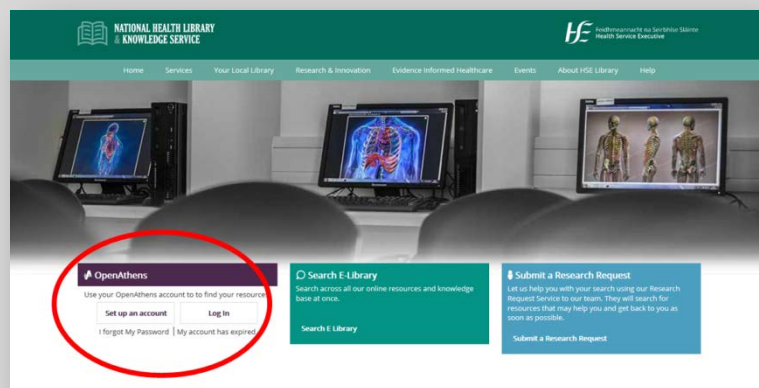 NATIONAL HEALTH LIBRARY
& KNOWLEDGE SERVICE
Feidhmeannacht na Seirbhíse Sláinte
Health Service Executive
Home Services Your Local Library Research & Innovation Evidence Informed Healthcare Events About HSE Library Help
OpenAthens
Use your OpenAthens account to to find your resources
Set up an account Log In
I forgot My Password | My account has expired
Search E-Library
Search across all our online resources and knowledge
base at once.
Search E Library
Submit a Research Request
Let us help you with your search using our Research
Request Service to our team. They will search for
resources that may help you and get back to you as
soon as possible.
Submit a Research Request